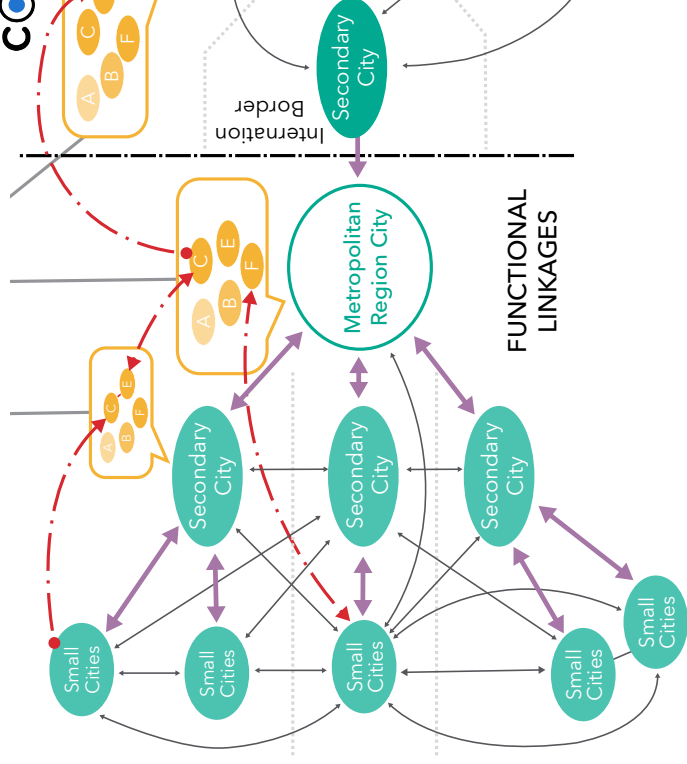 CO
A
B
C
F
Secondary
City
Internation
Border
A
B
C
E
F
Metropolitan
Region City
FUNCTIONAL
LINKAGES
A
B
C
E
F
Secondary
City
Secondary
City
Secondary
City
Small
Cities
Small
Cities
Small
Cities
Small
Cities
Small
Cities